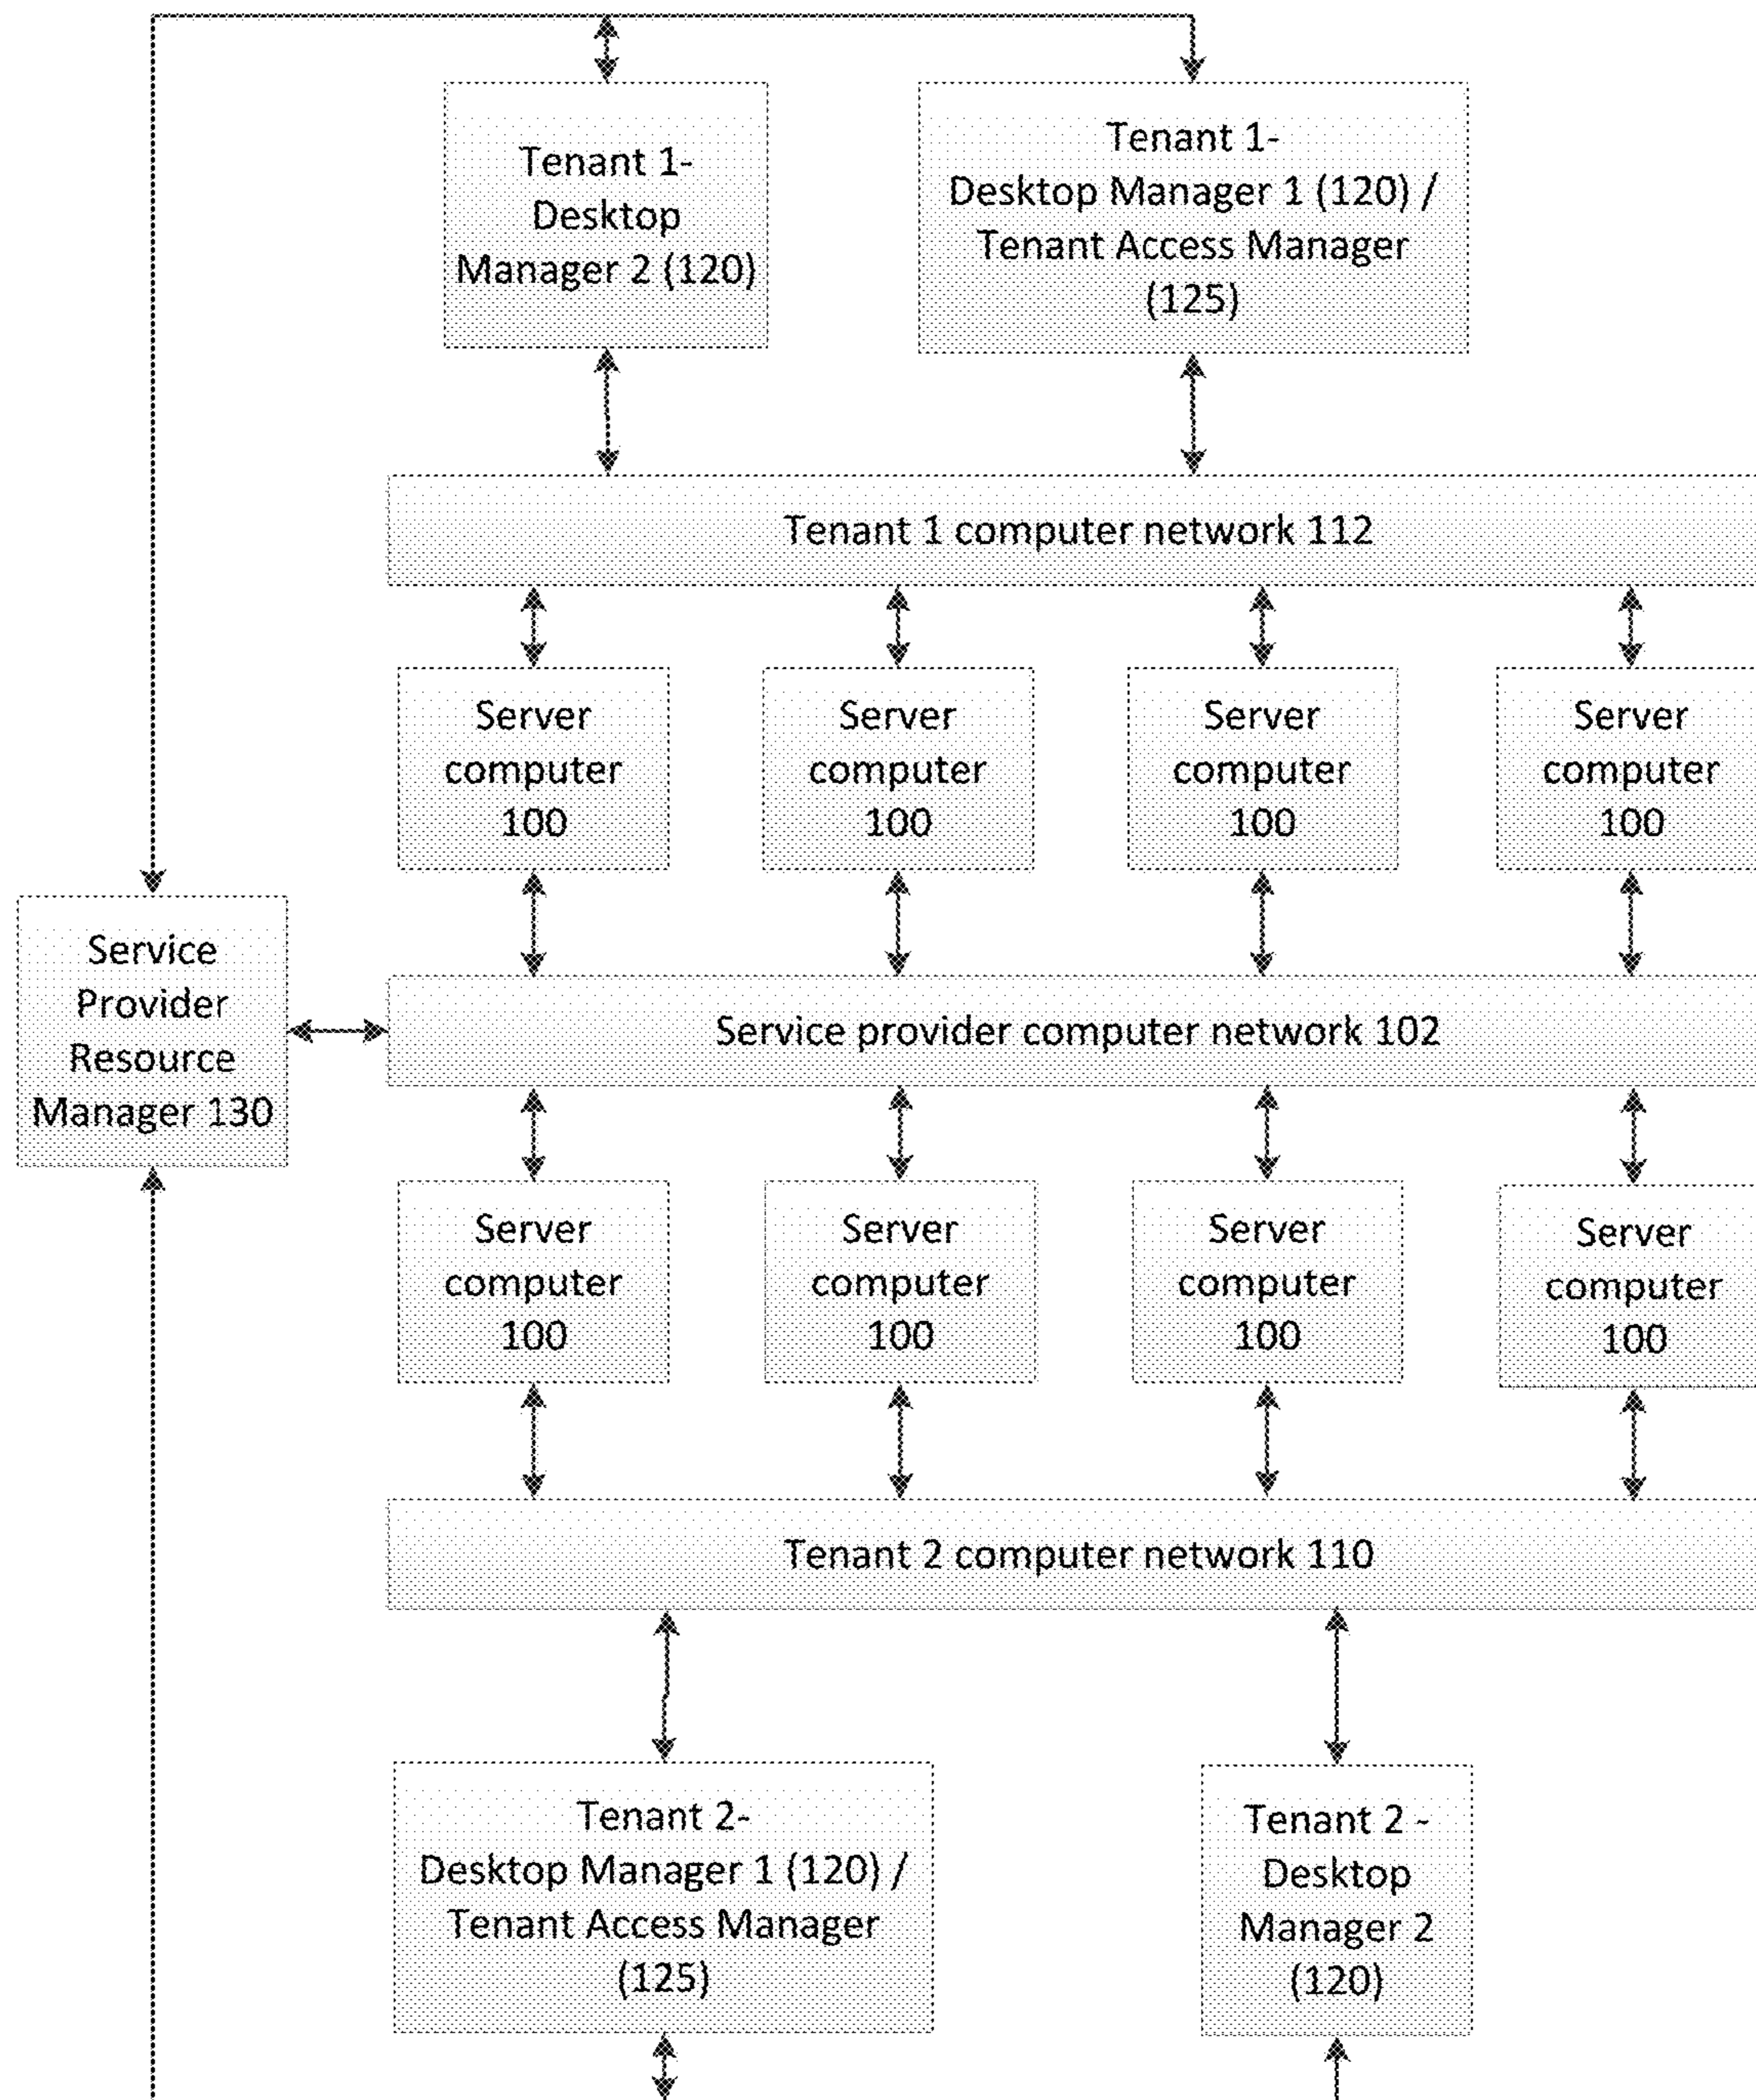 Tenant 1-
Desktop
Manager 2 (120)
Tenant 1-
Desktop Manager 1 (120) /
Tenant Access Manager
(125)
Tenant 1 computer network 112
Server
computer
100
Server
computer
100
Server
computer
100
Server
computer
100
Service
Provider
Resource
Manager 130
Service provider computer network 102
Server
computer
100
Server
computer
100
Server
computer
100
Server
computer
100
Tenant 2 computer network 110
Tenant 2-
Desktop Manager 1 (120) /
Tenant Access Manager
(125)
Tenant 2 -
Desktop
Manager 2
(120)